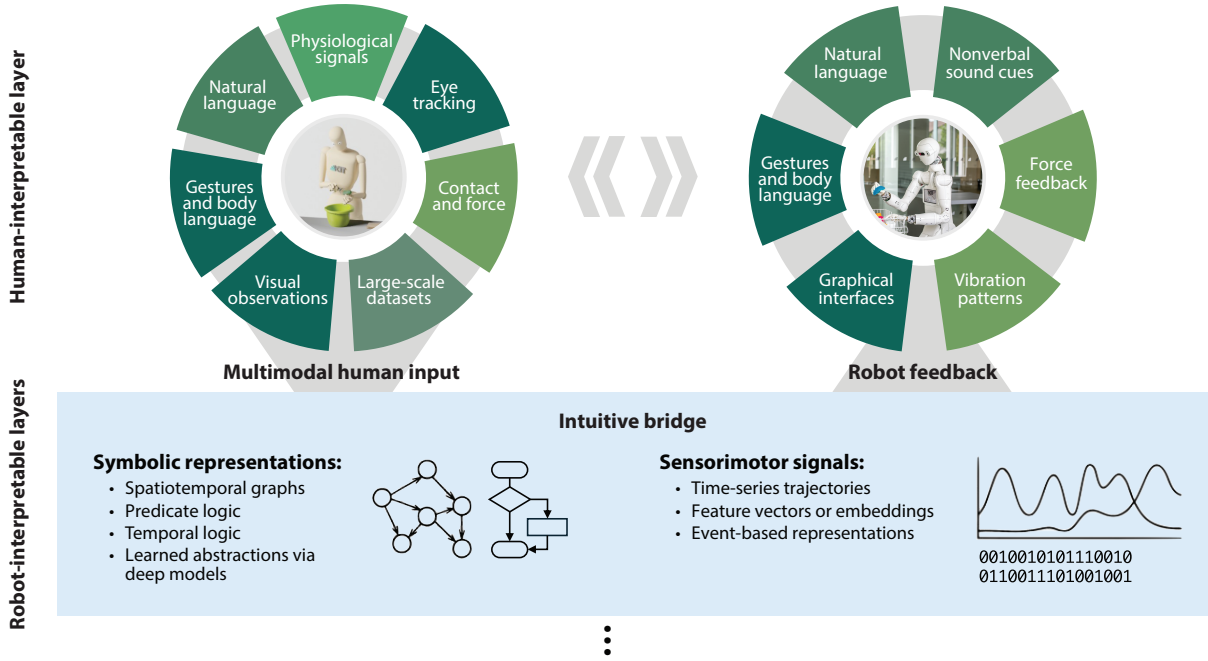 Human-interpretable layer
Physiological
signals
Natural
language
Eye
tracking
Gestures
and body
language
Contact
and force
Visual
observations
Large-scale
datasets
Multimodal human input
Natural
language
Nonverbal
sound cues
Gestures
and body
language
Force
feedback
Graphical
interfaces
Vibration
patterns
Robot feedback
Robot-interpretable layers
Intuitive bridge
Symbolic representations:
• Spatiotemporal graphs
• Predicate logic
• Temporal logic
• Learned abstractions via
deep models
Sensorimotor signals:
• Time-series trajectories
• Feature vectors or embeddings
• Event-based representations
0010010101110010
0110011101001001